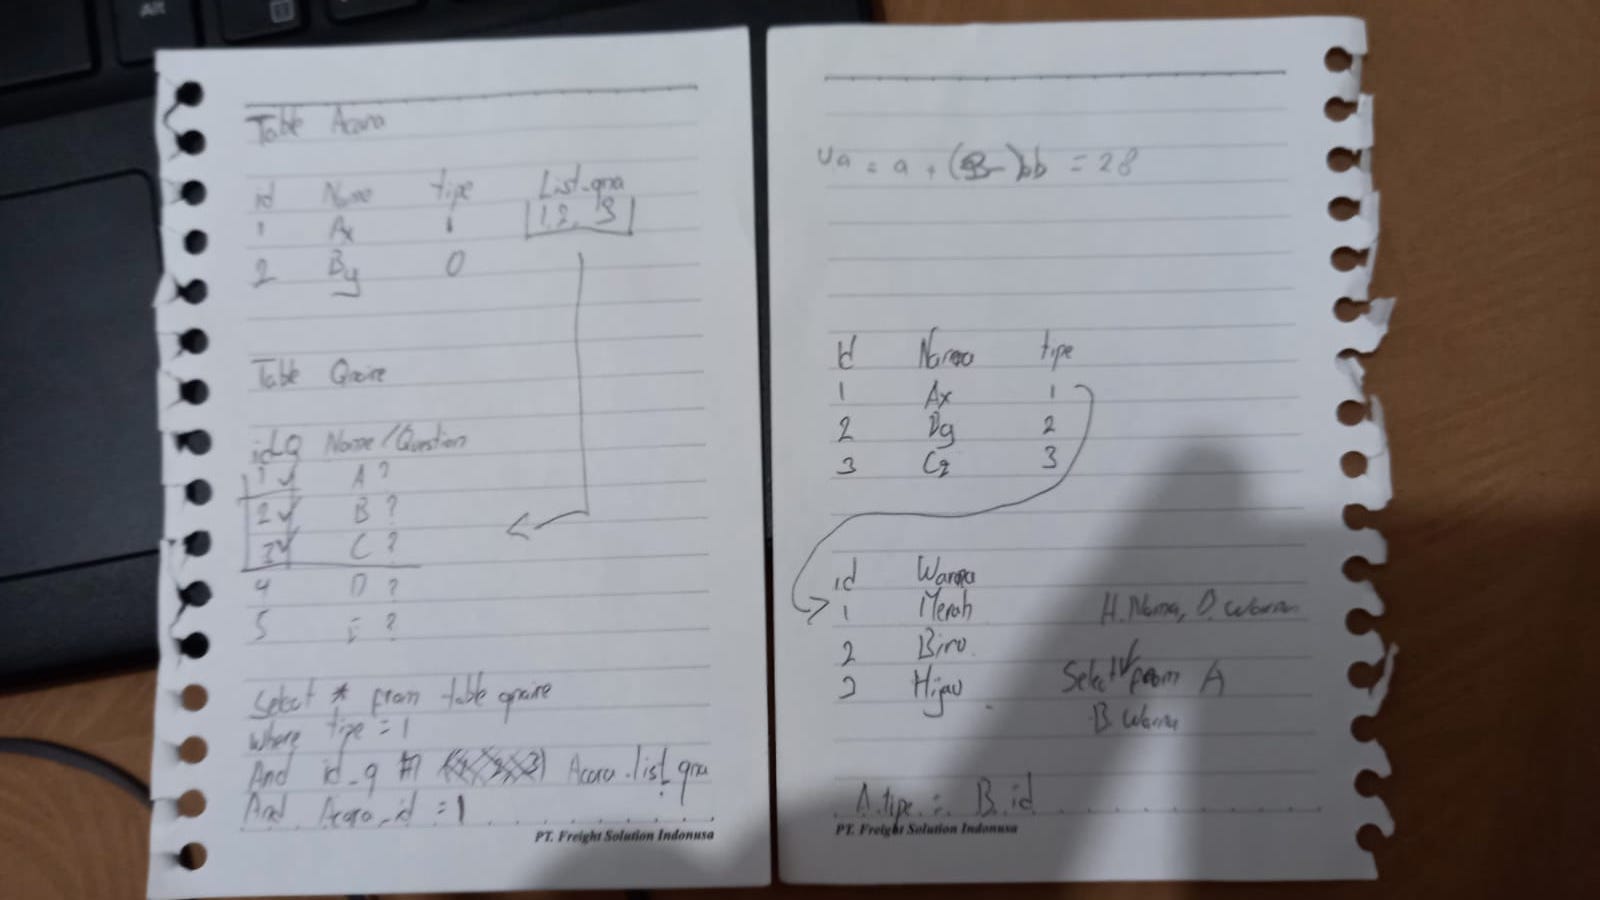 Alt
Table Acara
id Name tipe List_qna
1 Ax 1 1, 2, 3
2 By 0
Table Qnaire
id_Q Name/Question
1 A ?
2 B ?
3 C ?
4 D ?
5 E ?
Select * from table qnaire
where tipe = 1
And id_q in (1, 2, 3) Acara.list_qna
And Acara_id = 1
PT. Freight Solution Indonusa
bb = 28
Id Nama tipe
1 Ax 1
2 By 2
3 Cz 3
id Warna
1 Merah
2 Biru
3 Hijau
A.Nama, B.Warna
Select from A
B Warna
A.tipe = B.id
PT. Freight Solution Indonusa